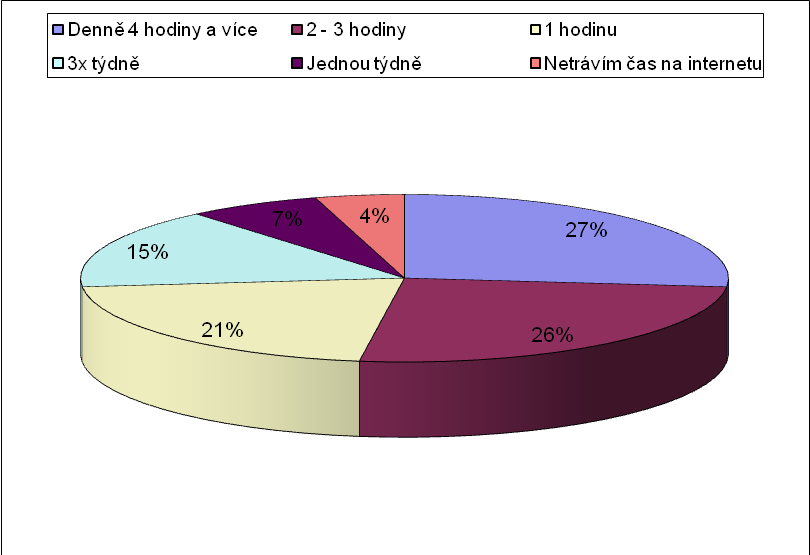 Denně 4 hodiny a více 2 - 3 hodiny 1 hodinu
3x týdně Jednou týdně Netrávím čas na internetu
7% 4%
27%
15%
21% 26%